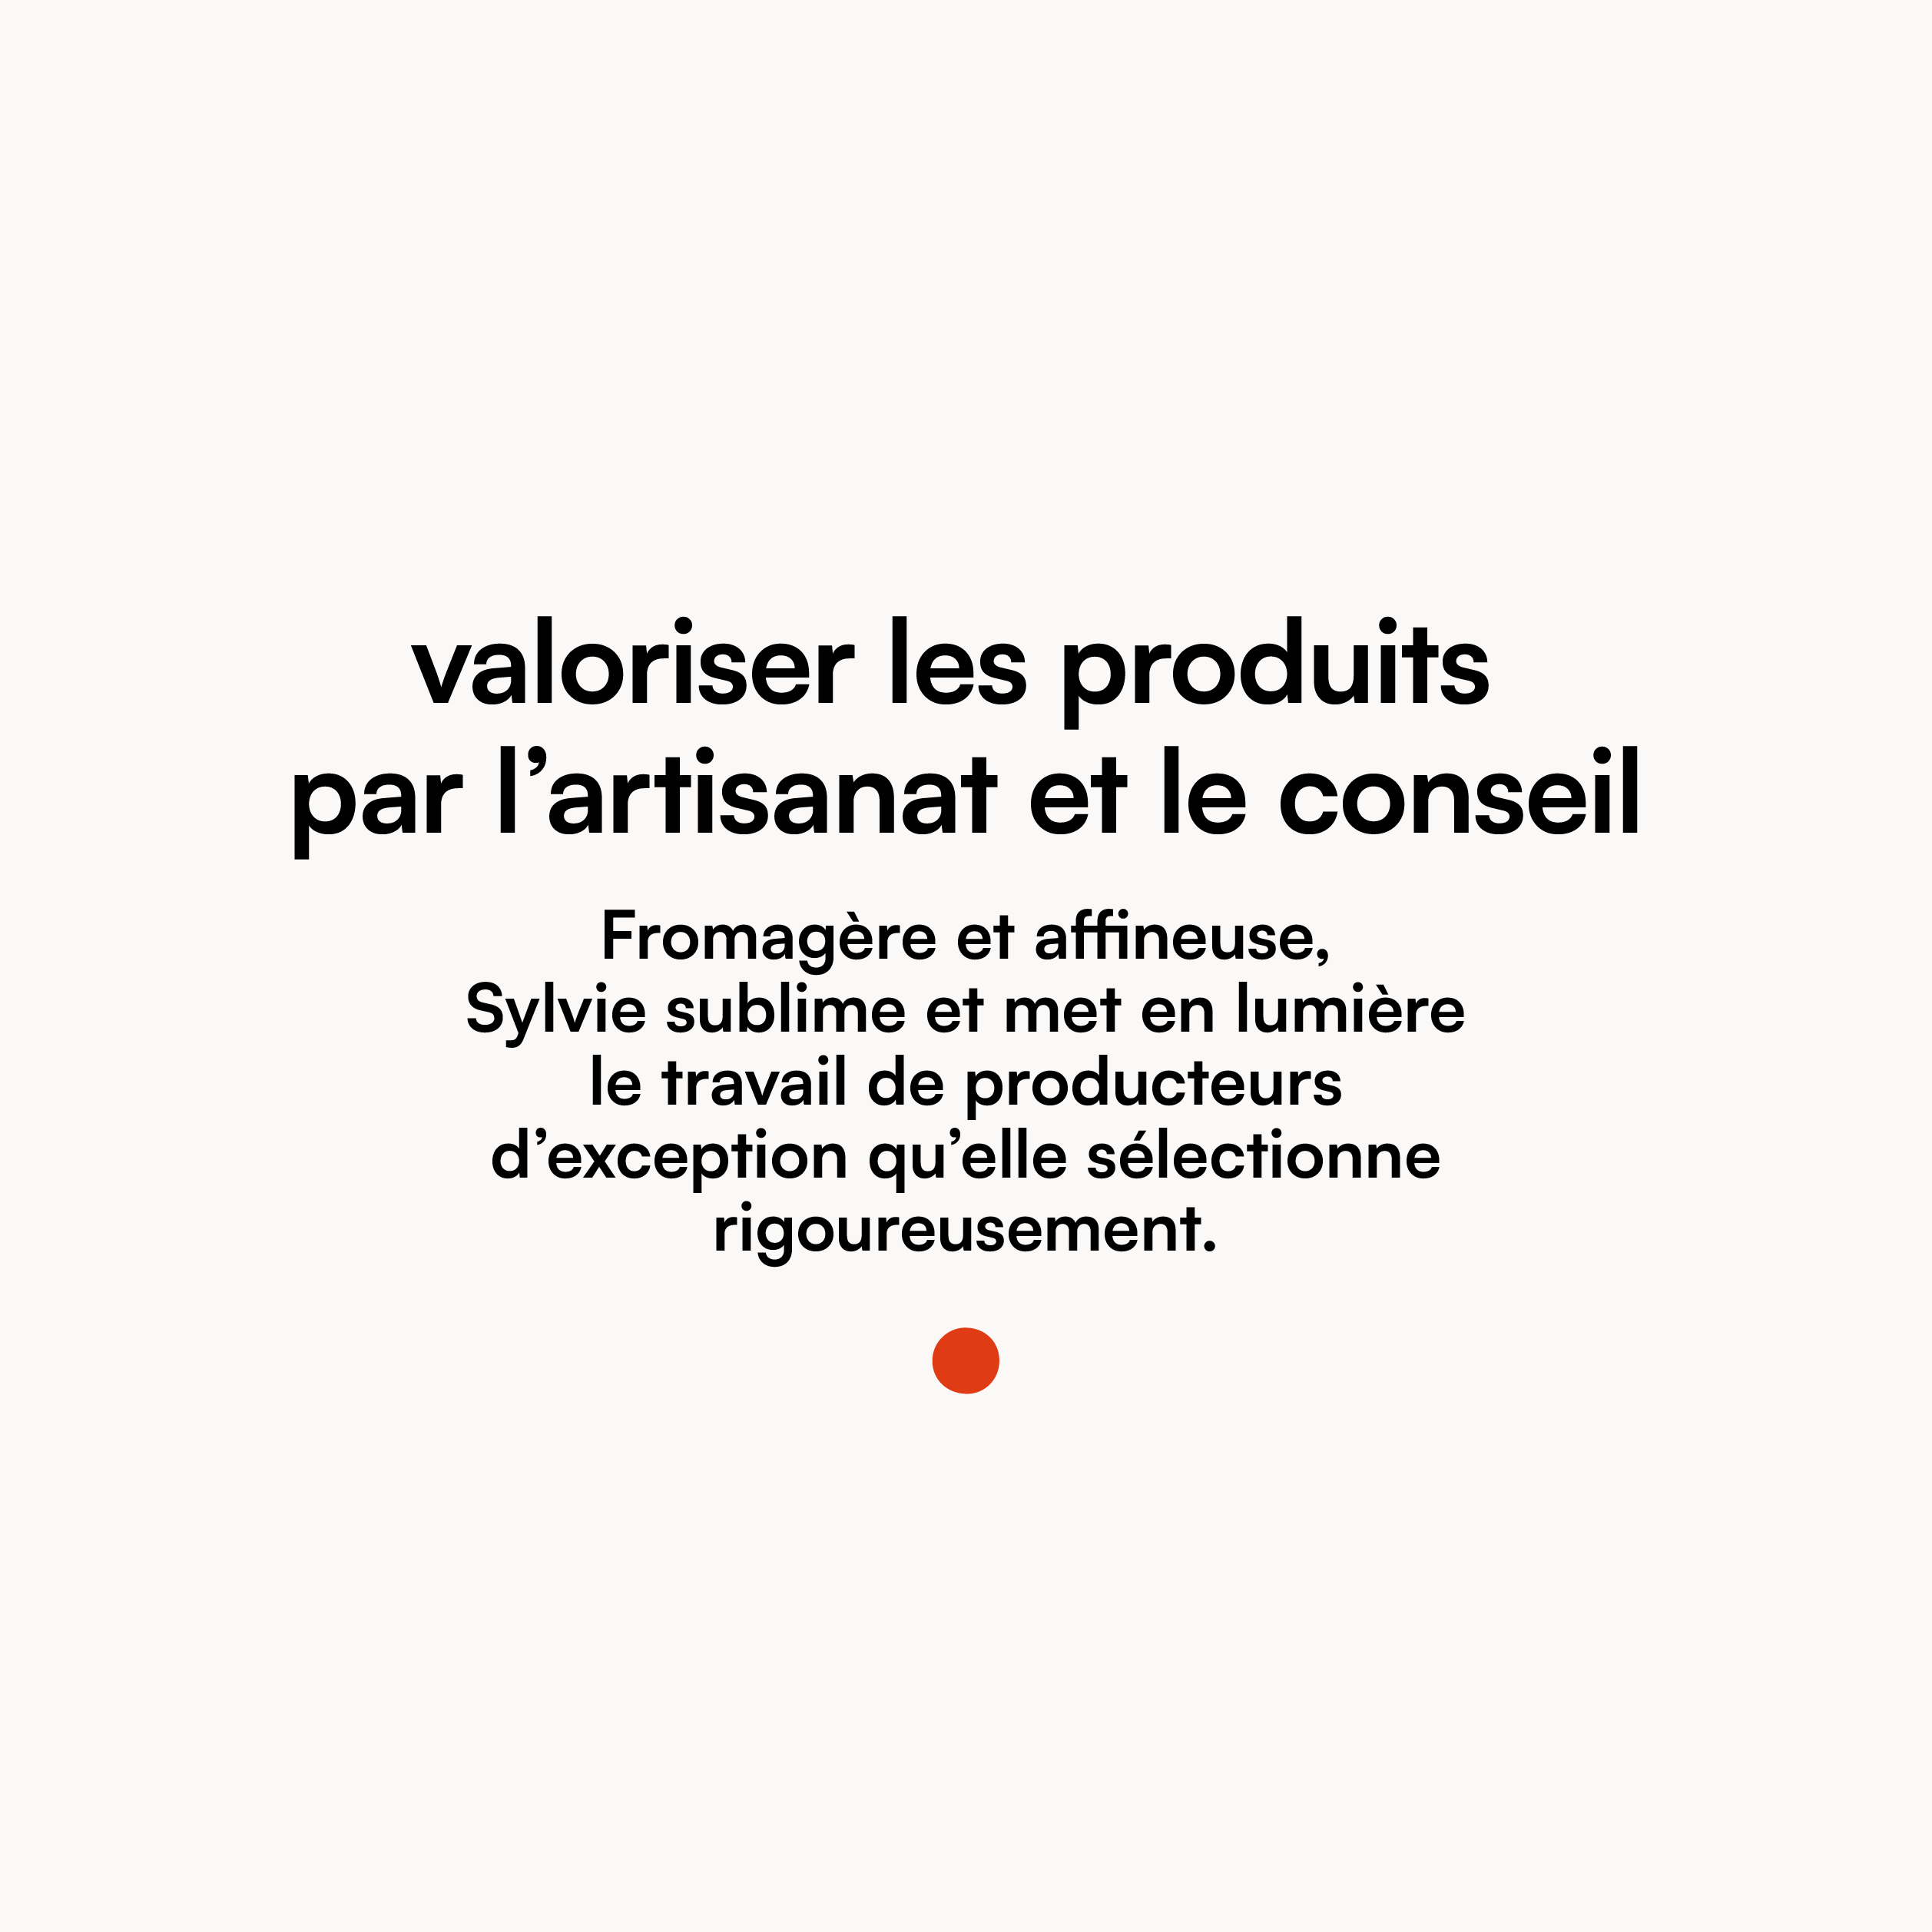 valoriser les produits
par l’artisanat et le conseil
Fromagère et affineuse,
Sylvie sublime et met en lumière
le travail de producteurs
d’exception qu’elle sélectionne
rigoureusement.